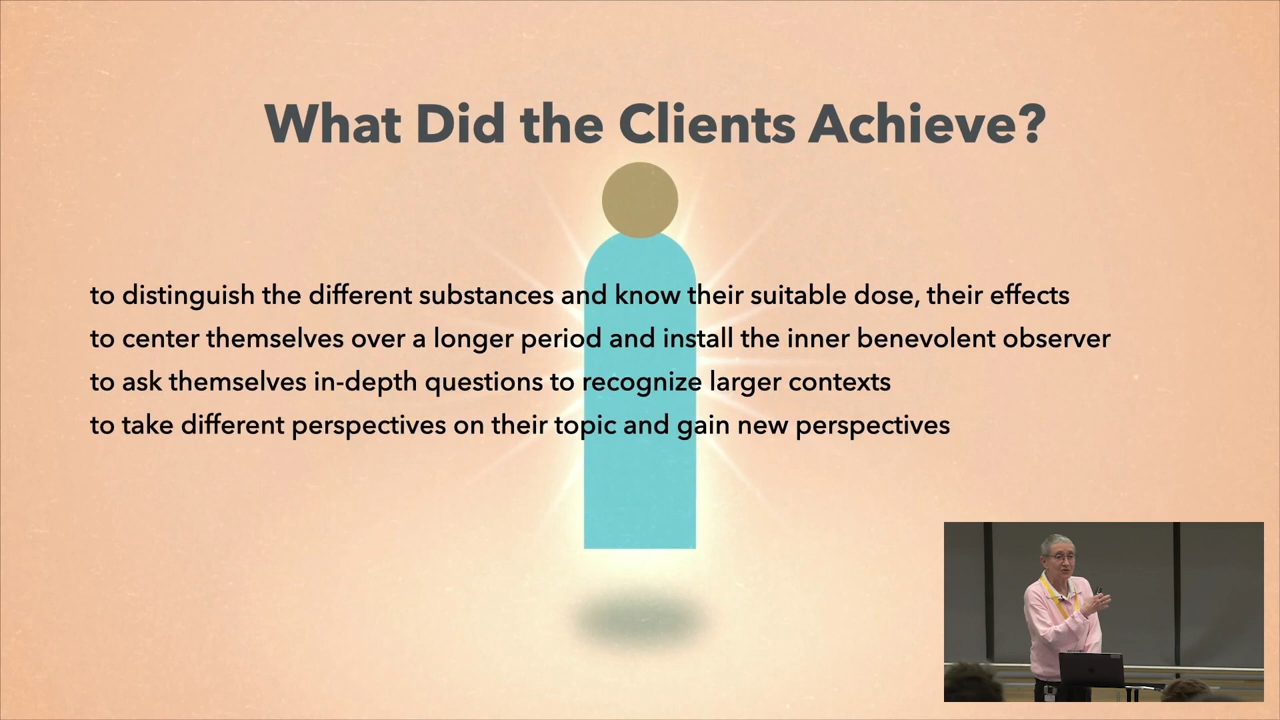 What Did the Clients Achieve?
to distinguish the different substances and know their suitable dose, their effects
to center themselves over a longer period and install the inner benevolent observer
to ask themselves in-depth questions to recognize larger contexts
to take different perspectives on their topic and gain new perspectives